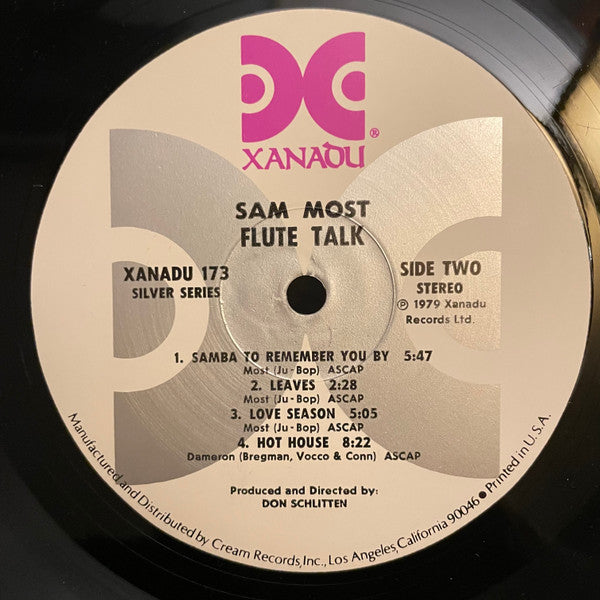 XANADU®
SAM MOST
FLUTE TALK
XANADU 173
SILVER SERIES
SIDE TWO
STEREO
℗ 1979 Xanadu
Records Ltd.
1. SAMBA TO REMEMBER YOU BY 5:47
Most (Ju-Bop) ASCAP
2. LEAVES 2:28
Most (Ju-Bop) ASCAP
3. LOVE SEASON 5:05
Most (Ju-Bop) ASCAP
4. HOT HOUSE 8:22
Dameron (Bregman, Vocco & Conn) ASCAP
Produced and Directed by:
DON SCHLITTEN
Manufactured and Distributed by Cream Records, Inc., Los Angeles, California 90046 ● Printed in U.S.A.